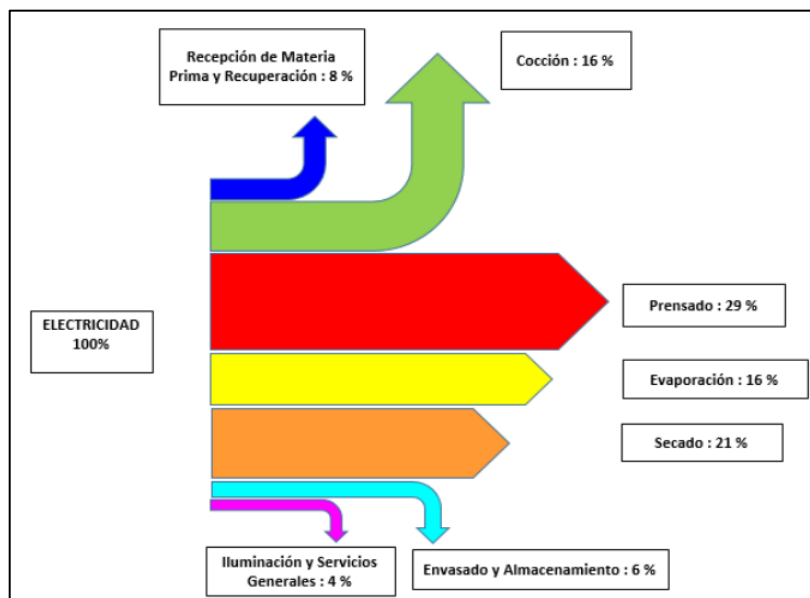 Recepción de Materia
Prima y Recuperación : 8 %
Cocción : 16 %
ELECTRICIDAD
100%
Prensado : 29 %
Evaporación : 16 %
Secado : 21 %
Iluminación y Servicios
Generales : 4 %
Envasado y Almacenamiento : 6 %